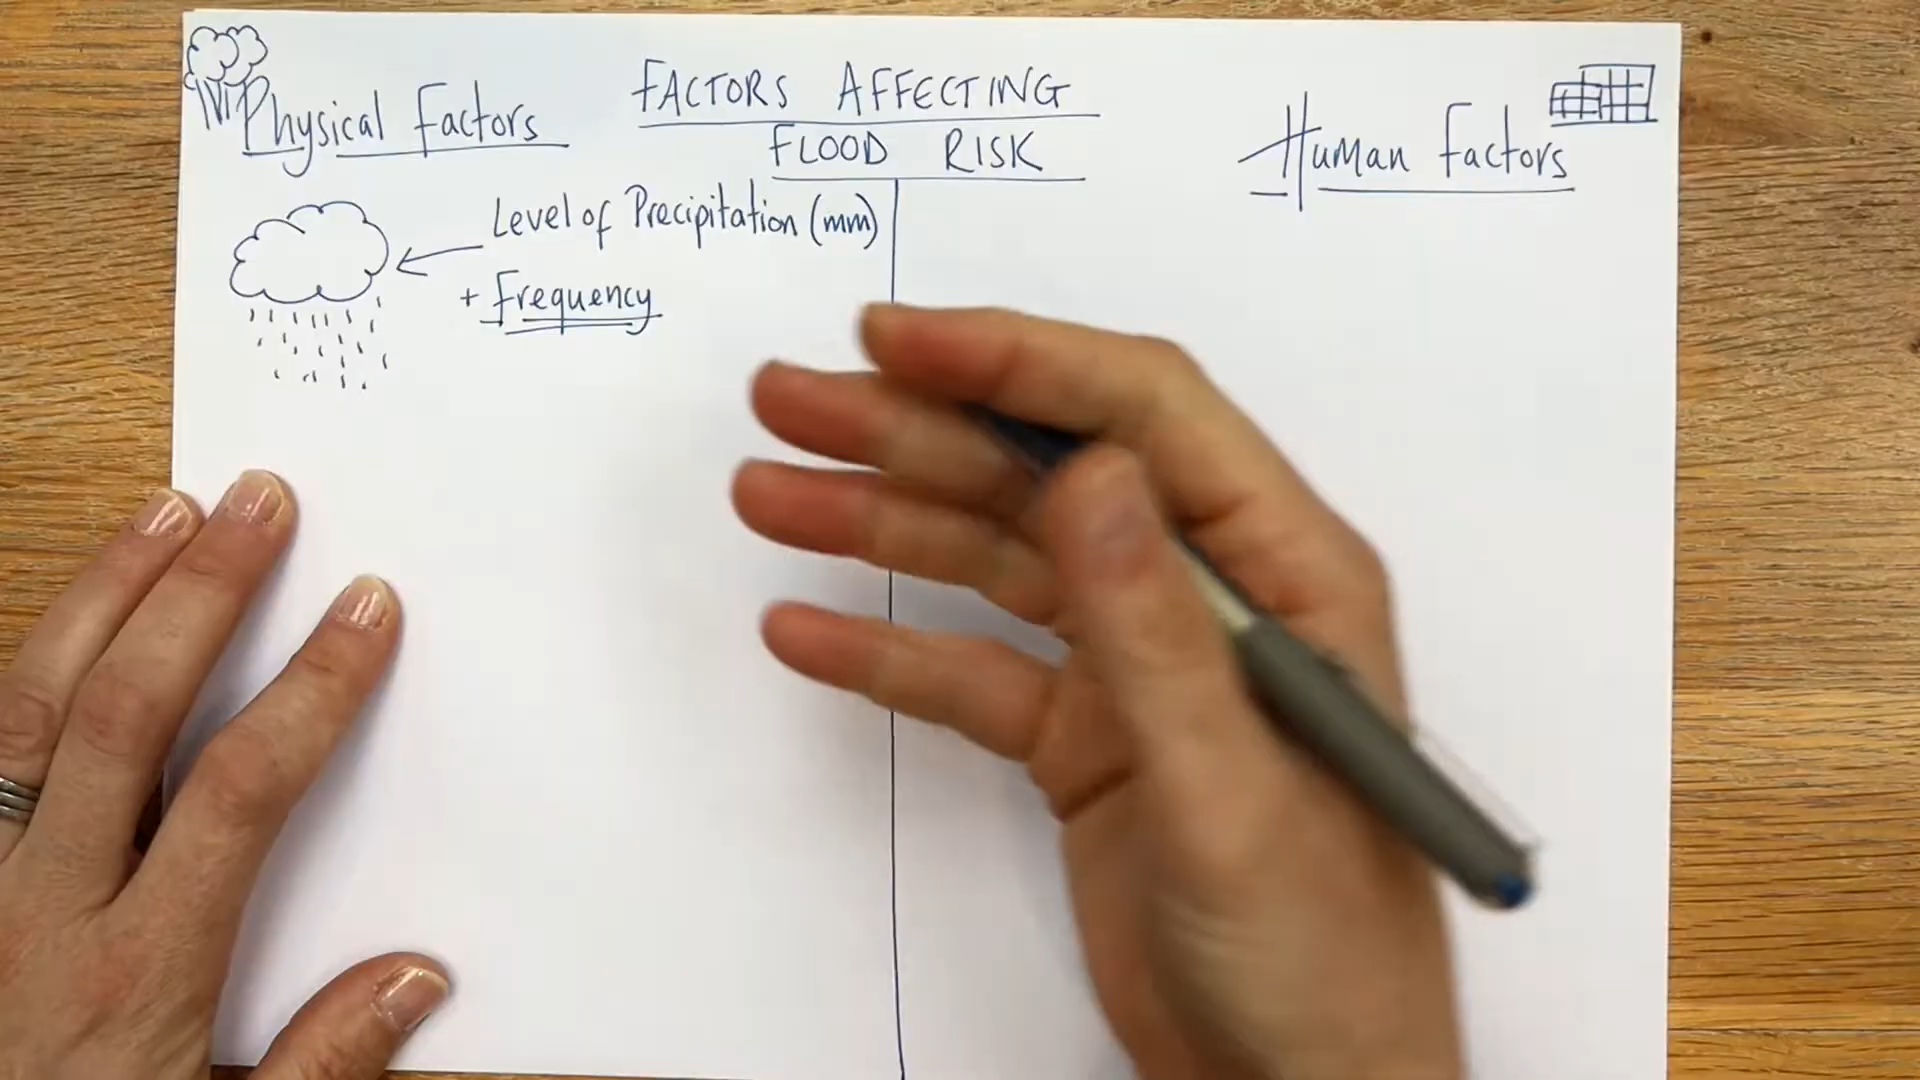 FACTORS AFFECTING
FLOOD RISK
Physical Factors
Human Factors
Level of Precipitation (mm)
+ Frequency